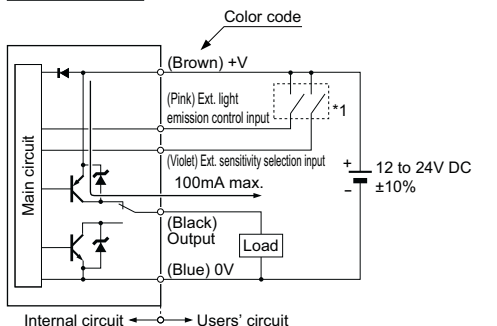 Color code
(Brown) +V
(Pink) Ext. light
emission control input
*1
(Violet) Ext. sensitivity selection input
100mA max.
+
12 to 24V DC
−
±10%
Main circuit
(Black)
Output
Load
(Blue) 0V
Internal circuit
Users' circuit